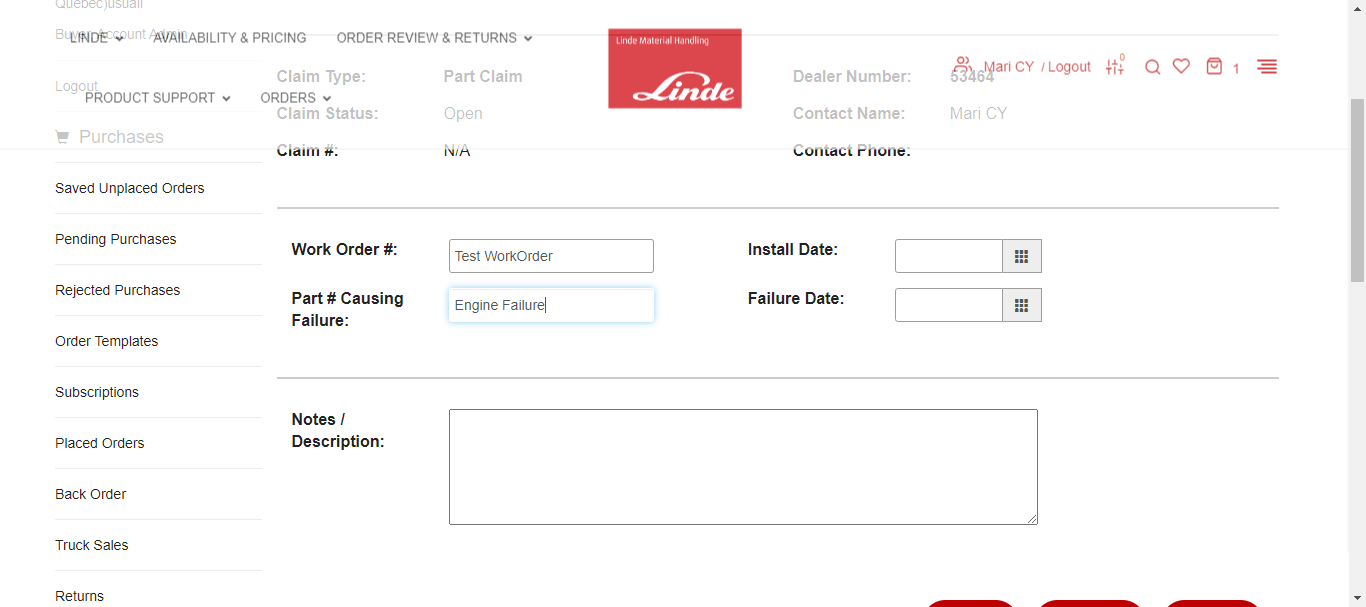 Quebec)usuall
Buyer Account Admin
Logout
LINDE
AVAILABILITY & PRICING
ORDER REVIEW & RETURNS
PRODUCT SUPPORT
ORDERS
Linde Material Handling
Linde
Mari CY / Logout
0
1
Purchases
Saved Unplaced Orders
Pending Purchases
Rejected Purchases
Order Templates
Subscriptions
Placed Orders
Back Order
Truck Sales
Returns
Claim Type: Part Claim
Dealer Number: 53464
Claim Status: Open
Contact Name: Mari CY
Claim #: N/A
Contact Phone:
Work Order #: Test WorkOrder
Install Date:
Part # Causing
Failure:
Engine Failure
Failure Date:
Notes /
Description: